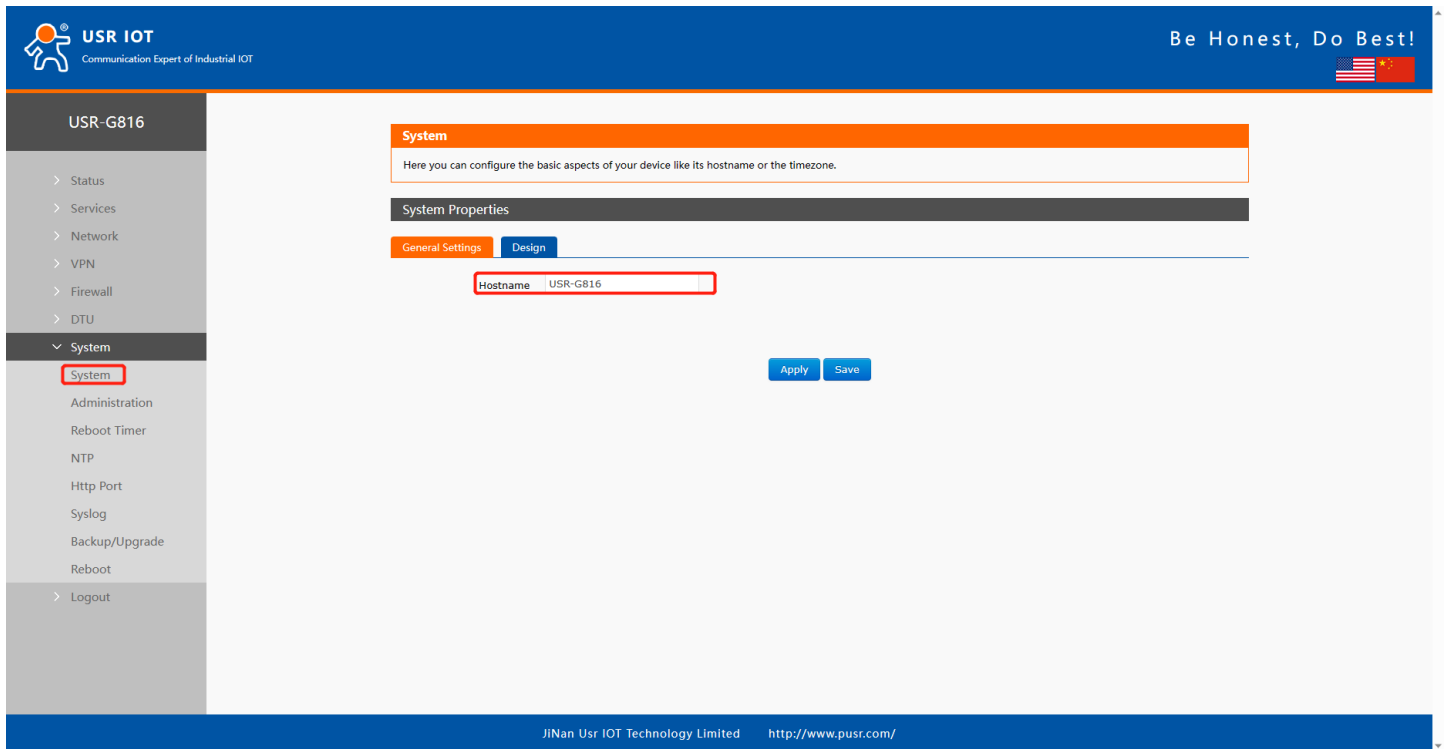 USR IOT
Communication Expert of Industrial IOT
Be Honest, Do Best!
USR-G816
Status
Services
Network
VPN
Firewall
DTU
System
System
Administration
Reboot Timer
NTP
Http Port
Syslog
Backup/Upgrade
Reboot
Logout
System
Here you can configure the basic aspects of your device like its hostname or the timezone.
System Properties
General Settings Design
Hostname USR-G816
Apply Save
JiNan Usr IOT Technology Limited http://www.pusr.com/